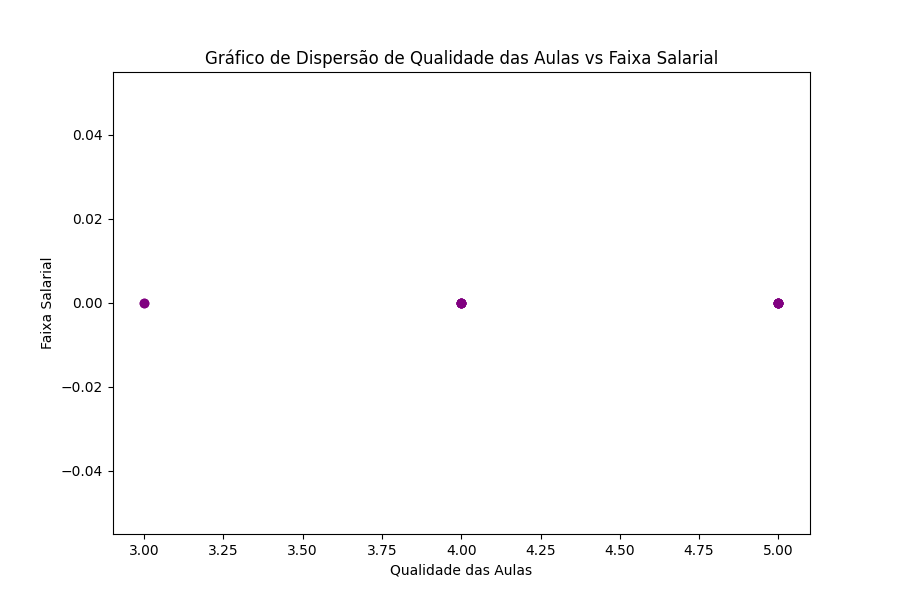 Gráfico de Dispersão de Qualidade das Aulas vs Faixa Salarial
0.04
0.02
0.00
−0.02
−0.04
Faixa Salarial
3.00 3.25 3.50 3.75 4.00 4.25 4.50 4.75 5.00
Qualidade das Aulas